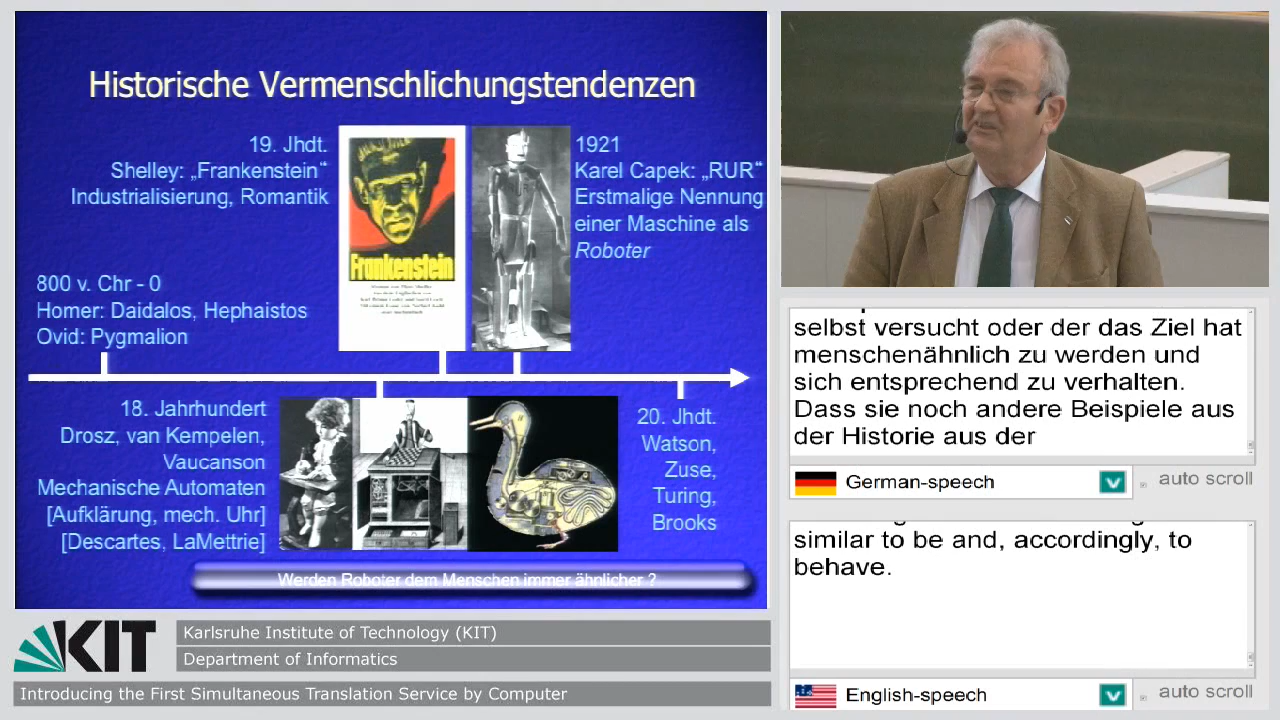 Historische Vermenschlichungstendenzen
19. Jhdt.
Shelley: „Frankenstein“
Industrialisierung, Romantik
Frankenstein
1921
Karel Capek: „RUR“
Erstmalige Nennung
einer Maschine als
Roboter
800 v. Chr - 0
Homer: Daidalos, Hephaistos
Ovid: Pygmalion
18. Jahrhundert
Drosz, van Kempelen,
Vaucanson
Mechanische Automaten
[Aufklärung, mech. Uhr]
[Descartes, LaMettrie]
20. Jhdt.
Watson,
Zuse,
Turing,
Brooks
Werden Roboter dem Menschen immer ähnlicher ?
selbst versucht oder der das Ziel hat
menschenähnlich zu werden und
sich entsprechend zu verhalten.
Dass sie noch andere Beispiele aus
der Historie aus der
German-speech
auto scroll
similar to be and, accordingly, to
behave.
English-speech
auto scroll
KIT
Karlsruhe Institute of Technology (KIT)
Department of Informatics
Introducing the First Simultaneous Translation Service by Computer